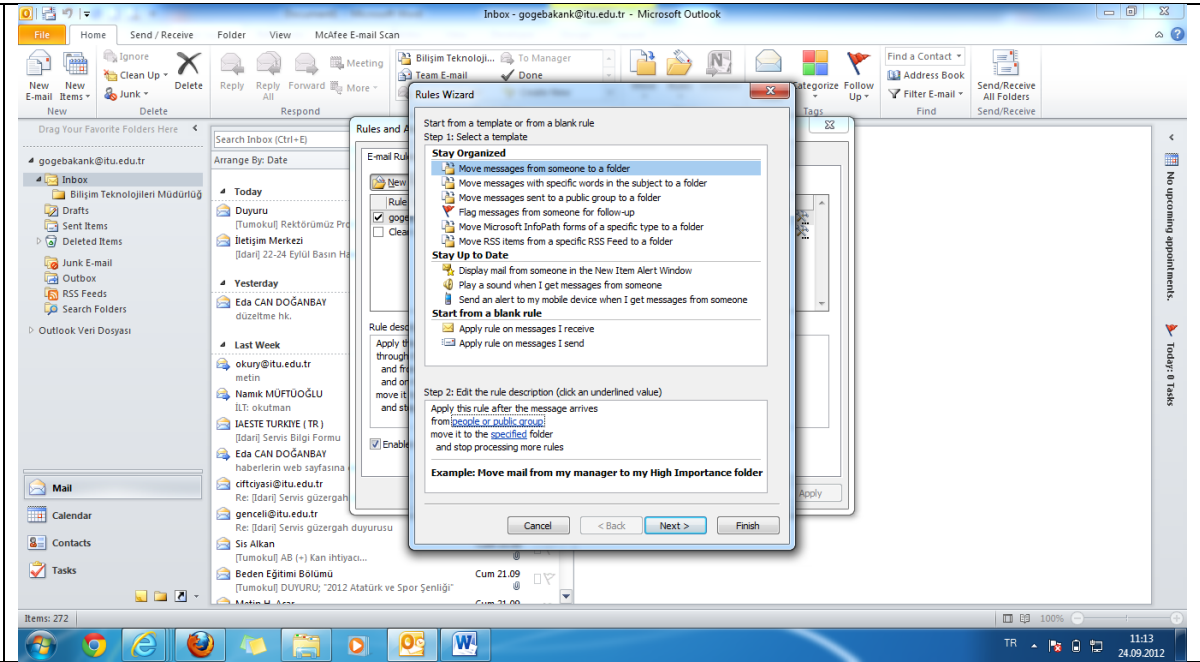 Inbox - gogebakank@itu.edu.tr - Microsoft Outlook
File Home Send / Receive Folder View McAfee E-mail Scan
New E-mail
New Items
New
Ignore
Clean Up
Junk
Delete
Delete
Reply
Reply All
Forward
Meeting
More
Respond
Bilişim Teknoloji...
To Manager
Team E-mail
Done
Categorize
Follow Up
Tags
Find a Contact
Address Book
Filter E-mail
Find
Send/Receive All Folders
Send/Receive
Drag Your Favorite Folders Here
gogebakank@itu.edu.tr
Inbox
Bilişim Teknolojileri Müdürlüğ
Drafts
Sent Items
Deleted Items
Junk E-mail
Outbox
RSS Feeds
Search Folders
Outlook Veri Dosyası
Mail
Calendar
Contacts
Tasks
Search Inbox (Ctrl+E)
Arrange By: Date
Today
Duyuru
[Tumokul] Rektörümüz Pro
İletişim Merkezi
[Idari] 22-24 Eylül Basın Ha
Yesterday
Eda CAN DOĞANBAY
düzeltme hk.
Last Week
okury@itu.edu.tr
metin
Namık MÜFTÜOĞLU
ILT: okutman
IAESTE TURKIYE ( TR )
[Idari] Servis Bilgi Formu
Eda CAN DOĞANBAY
haberlerin web sayfasına
ciftciyasi@itu.edu.tr
Re: [Idari] Servis güzergah
genceli@itu.edu.tr
Re: [Idari] Servis güzergah duyurusu
Sis Alkan
[Tumokul] AB (+) Kan ihtiyacı...
Beden Eğitimi Bölümü Cum 21.09
[Tumokul] DUYURU; "2012 Atatürk ve Spor Şenliği"
Metin H. Acar Cum 21.09
Rules and A
E-mail Rul
New
Rule
goge
Clea
Rule desc
Apply th
through
and fro
and on
move it
and sto
Enable
Apply
Rules Wizard
Start from a template or from a blank rule
Step 1: Select a template
Stay Organized
Move messages from someone to a folder
Move messages with specific words in the subject to a folder
Move messages sent to a public group to a folder
Flag messages from someone for follow-up
Move Microsoft InfoPath forms of a specific type to a folder
Move RSS items from a specific RSS Feed to a folder
Stay Up to Date
Display mail from someone in the New Item Alert Window
Play a sound when I get messages from someone
Send an alert to my mobile device when I get messages from someone
Start from a blank rule
Apply rule on messages I receive
Apply rule on messages I send
Step 2: Edit the rule description (click an underlined value)
Apply this rule after the message arrives
from people or public group
move it to the specified folder
and stop processing more rules
Example: Move mail from my manager to my High Importance folder
Cancel < Back Next > Finish
No upcoming appointments.
Today: 0 Tasks
Items: 272
100%
TR
11:13
24.09.2012